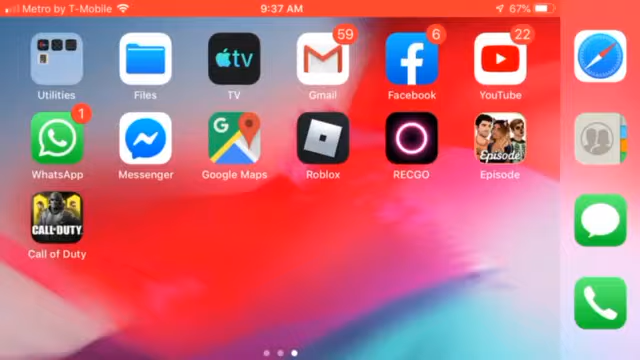 Metro by T-Mobile 9:37 AM 67%
59 6 22
tv
Utilities Files TV Gmail Facebook YouTube
1
G
Episode
WhatsApp Messenger Google Maps Roblox RECGO Episode
CALL OF DUTY
Call of Duty